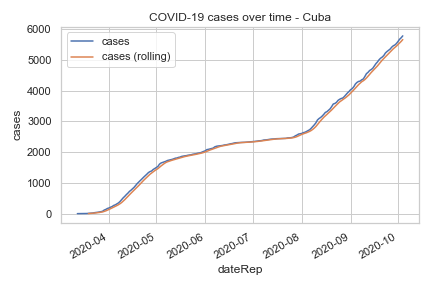 COVID-19 cases over time - Cuba
cases
cases (rolling)
6000
5000
4000
3000
2000
1000
0
cases
2020-04
2020-05
2020-06
2020-07
2020-08
2020-09
2020-10
dateRep